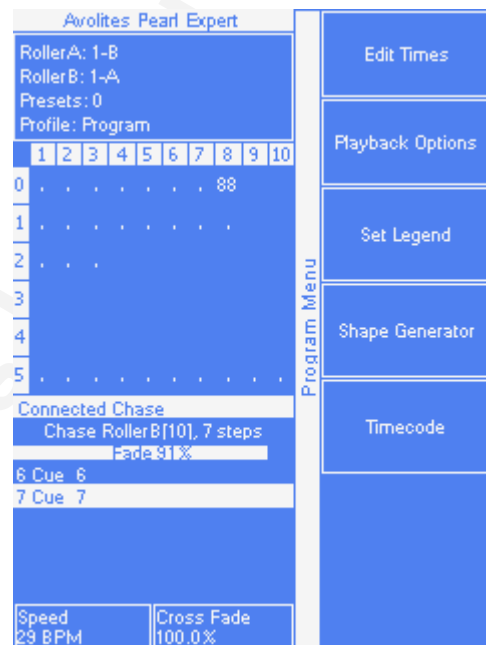 Avolites Pearl Expert
RollerA: 1-B
RollerB: 1-A
Presets: 0
Profile: Program
1 2 3 4 5 6 7 8 9 10
0 . . . . . . . 88
1 . . . . . . . .
2 . . .
3
4
5 . . . . . . . . . .
Connected Chase
Chase RollerB[10], 7 steps
Fade 91%
6 Cue 6
7 Cue 7
Speed
29 BPM
Cross Fade
100.0%
Program Menu
Edit Times
Playback Options
Set Legend
Shape Generator
Timecode